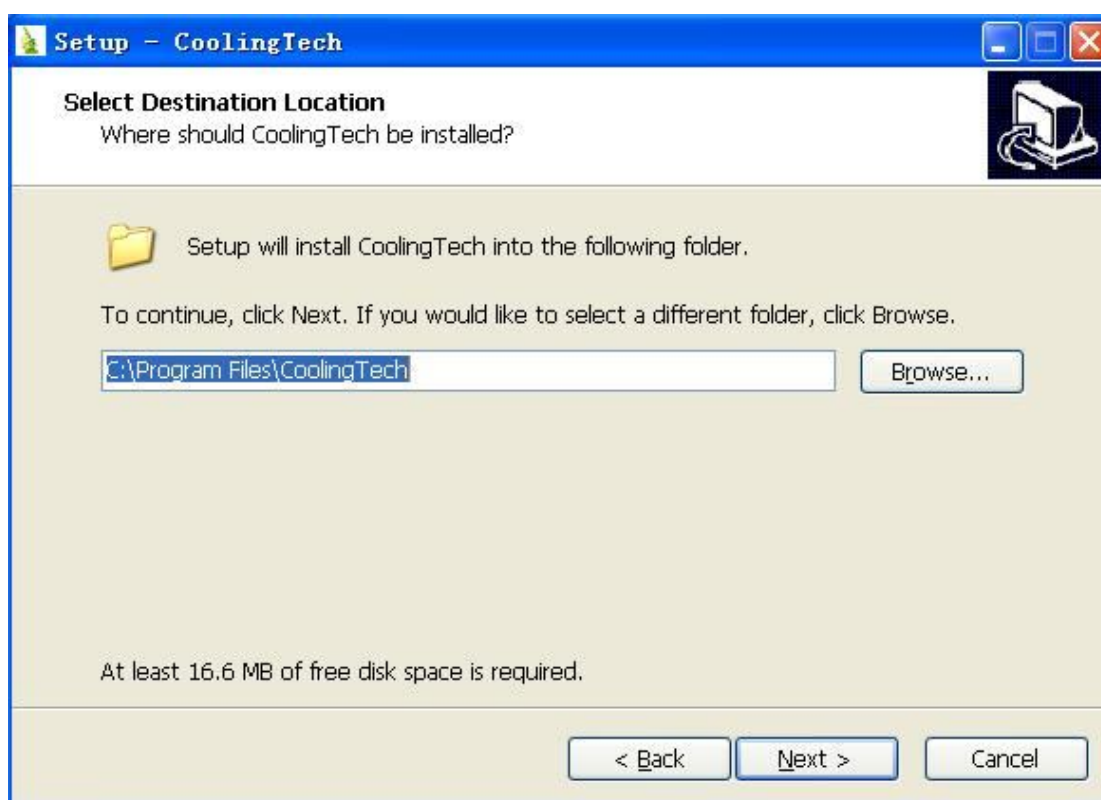 Setup - CoolingTech
Select Destination Location
Where should CoolingTech be installed?
Setup will install CoolingTech into the following folder.
To continue, click Next. If you would like to select a different folder, click Browse.
C:\Program Files\CoolingTech
Browse...
At least 16.6 MB of free disk space is required.
< Back
Next >
Cancel